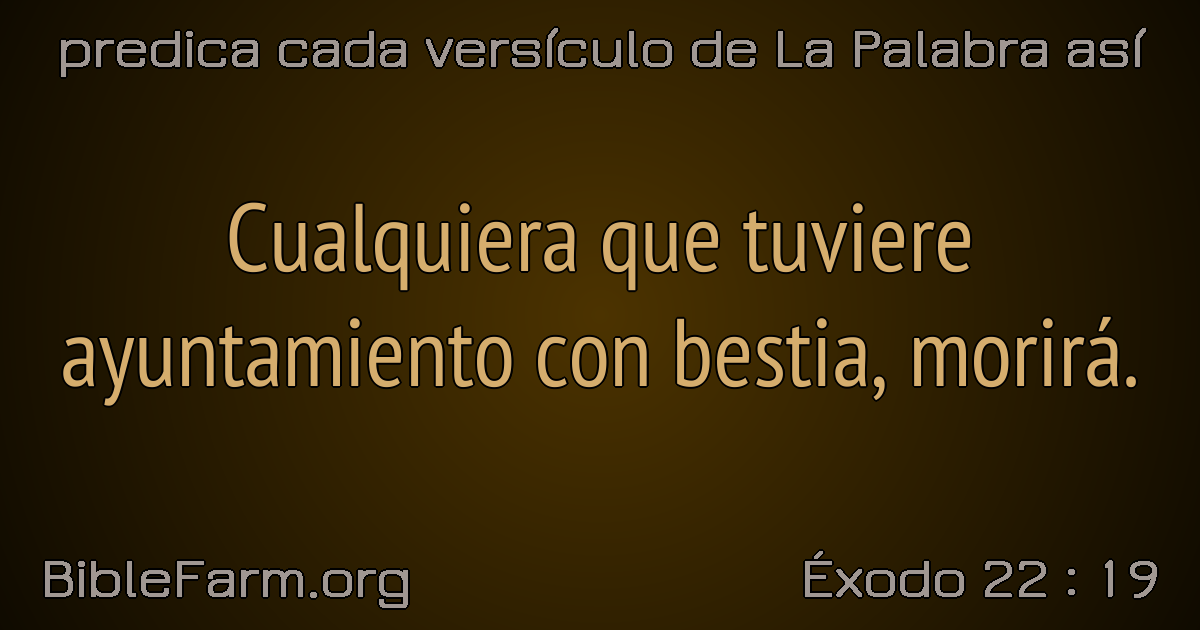 predica cada versículo de La Palabra así
Cualquiera que tuviere
ayuntamiento con bestia, morirá.
BibleFarm.org
Éxodo 22 : 19